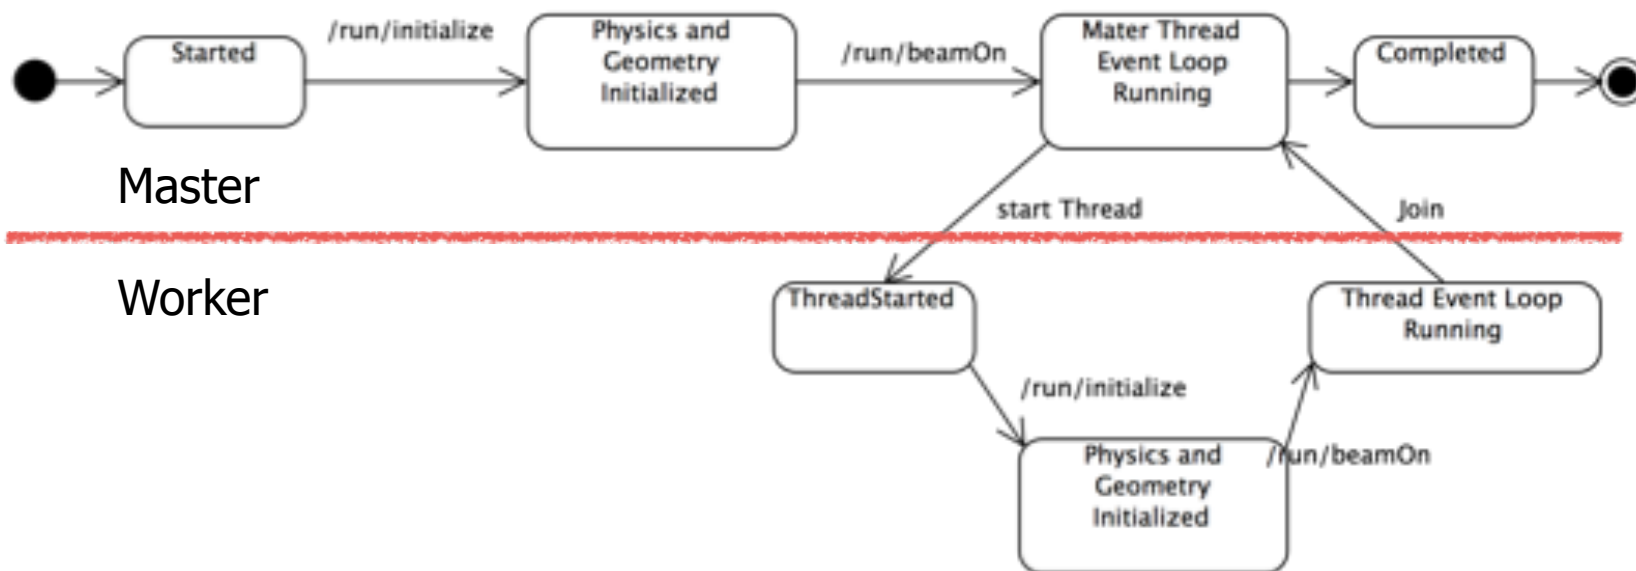 Started
/run/initialize
Physics and
Geometry
Initialized
/run/beamOn
Mater Thread
Event Loop
Running
Completed
Master
start Thread
Join
Worker
ThreadStarted
Thread Event Loop
Running
/run/initialize
Physics and
Geometry
Initialized
/run/beamOn